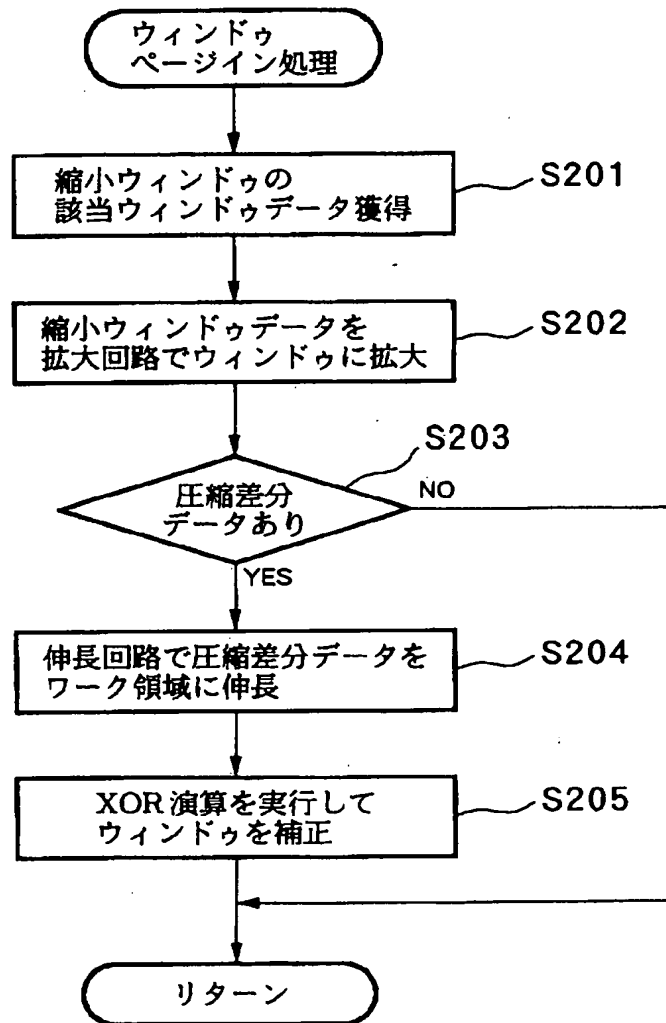 ウィンドゥ
ページイン処理
縮小ウィンドゥの
該当ウィンドゥデータ獲得
S201
縮小ウィンドゥデータを
拡大回路でウィンドゥに拡大
S202
S203
圧縮差分
データあり
NO
YES
伸長回路で圧縮差分データを
ワーク領域に伸長
S204
XOR演算を実行して
ウィンドゥを補正
S205
リターン